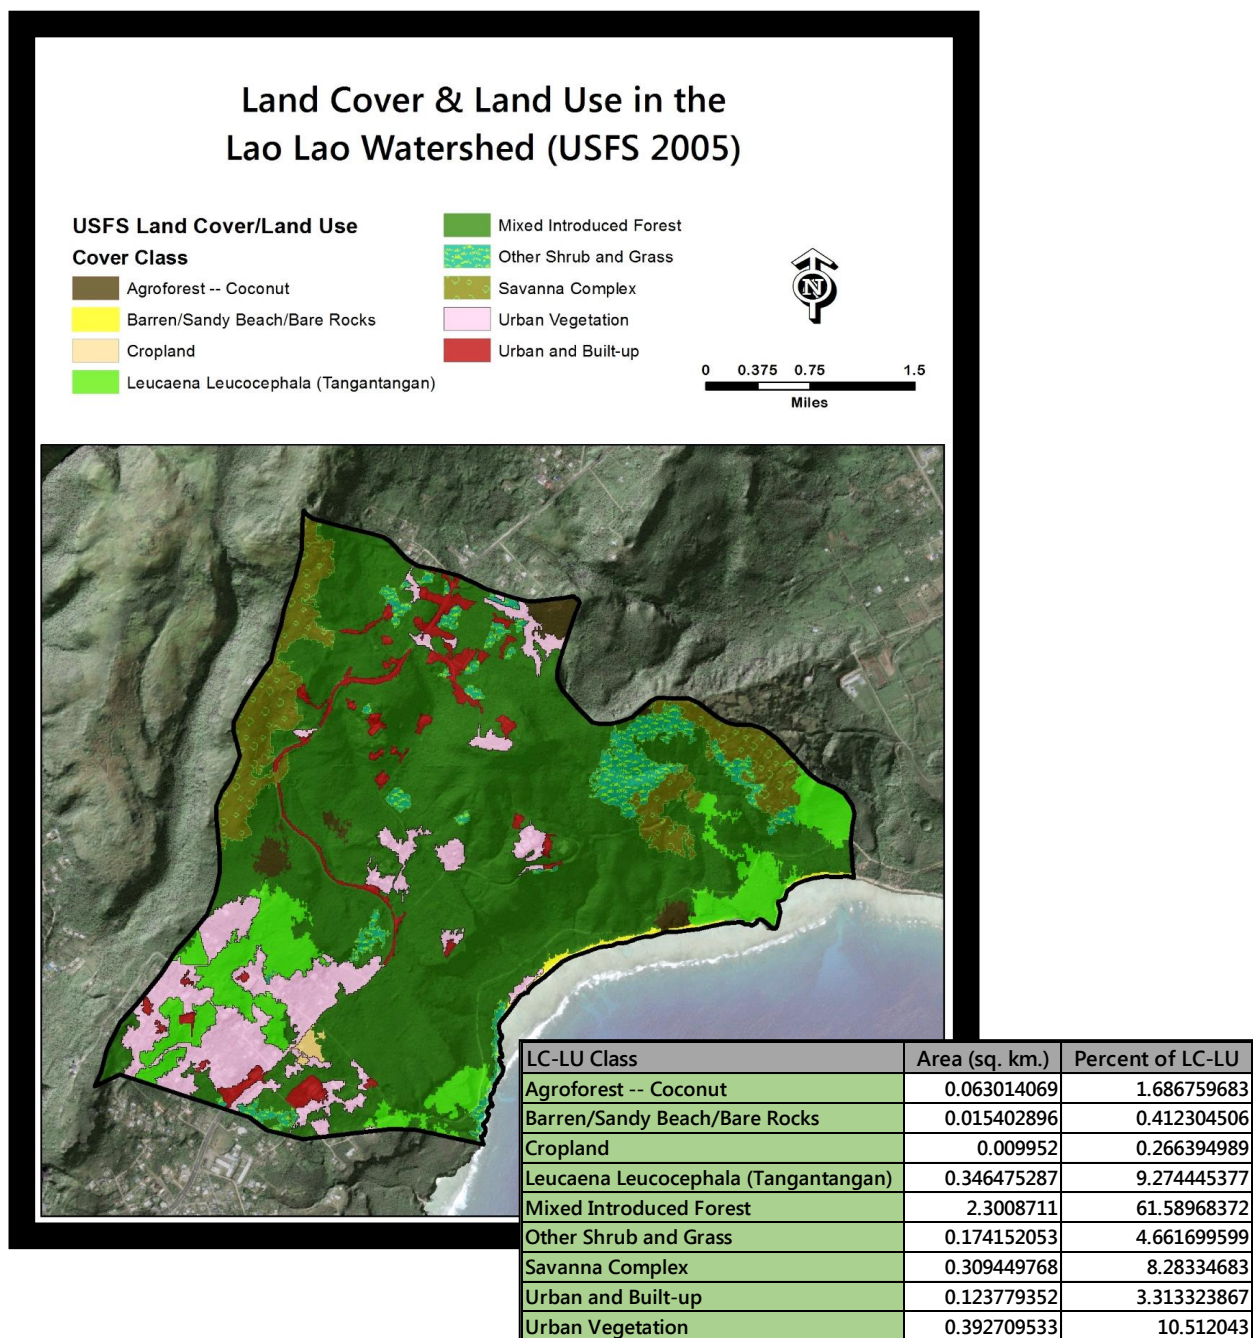 Land Cover & Land Use in the
Lao Lao Watershed (USFS 2005)
USFS Land Cover/Land Use
Cover Class
Agroforest -- Coconut
Barren/Sandy Beach/Bare Rocks
Cropland
Leucaena Leucocephala (Tangantangan)
Mixed Introduced Forest
Other Shrub and Grass
Savanna Complex
Urban Vegetation
Urban and Built-up
N
0 0.375 0.75 1.5
Miles
LC-LU Class Area (sq. km.) Percent of LC-LU
Agroforest -- Coconut 0.063014069 1.686759683
Barren/Sandy Beach/Bare Rocks 0.015402896 0.412304506
Cropland 0.009952 0.266394989
Leucaena Leucocephala (Tangantangan) 0.346475287 9.274445377
Mixed Introduced Forest 2.3008711 61.58968372
Other Shrub and Grass 0.174152053 4.661699599
Savanna Complex 0.309449768 8.28334683
Urban and Built-up 0.123779352 3.313323867
Urban Vegetation 0.392709533 10.512043